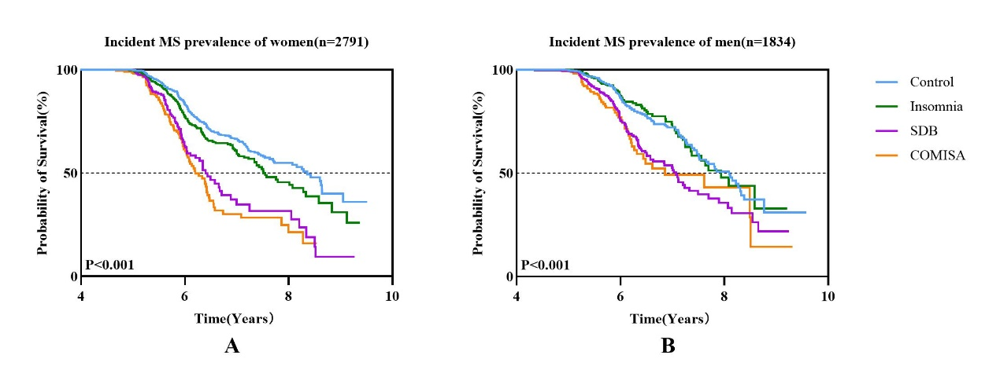 Incident MS prevalence of women(n=2791)
Probability of Survival(%)
100
50
0
P<0.001
4 6 8 10
Time(Years)
A
Incident MS prevalence of men(n=1834)
Probability of Survival(%)
100
50
0
P<0.001
4 6 8 10
Time(Years)
B
Control
Insomnia
SDB
COMISA